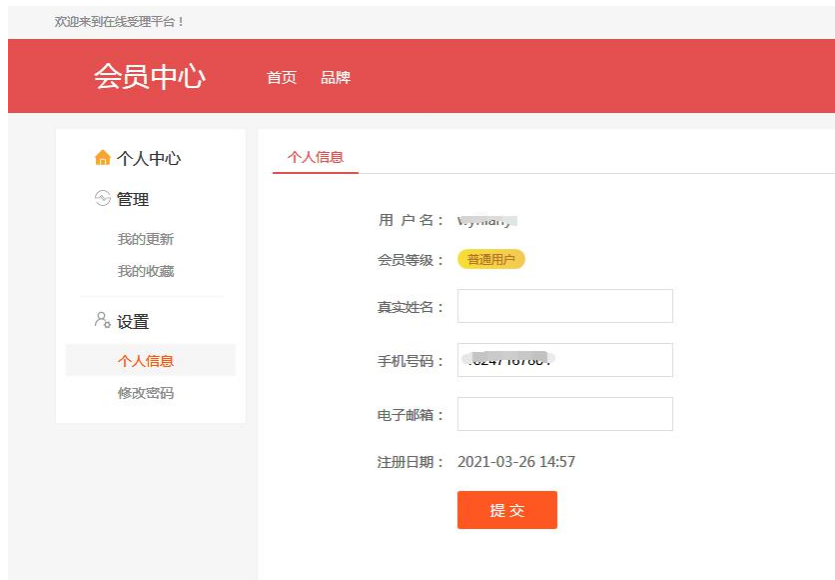 欢迎来到在线受理平台！
会员中心 首页 品牌
个人中心
管理
我的更新
我的收藏
设置
个人信息
修改密码
个人信息
用 户 名：
会员等级： 普通用户
真实姓名：
手机号码：
电子邮箱：
注册日期： 2021-03-26 14:57
提 交